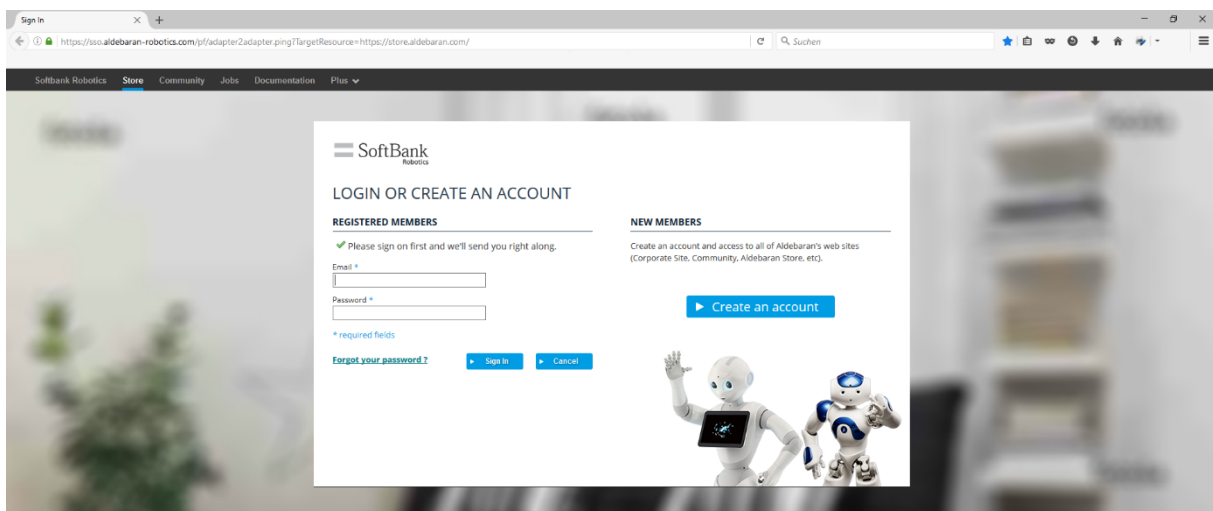 Sign In
https://sso.aldebaran-robotics.com/pf/adapter2adapter.ping?TargetResource=https://store.aldebaran.com/
Suchen
Softbank Robotics Store Community Jobs Documentation Plus
SoftBank
Robotics
LOGIN OR CREATE AN ACCOUNT
REGISTERED MEMBERS
Please sign on first and we'll send you right along.
Email *
Password *
* required fields
Forgot your password ? Sign In Cancel
NEW MEMBERS
Create an account and access to all of Aldebaran's web sites
(Corporate Site, Community, Aldebaran Store, etc).
Create an account